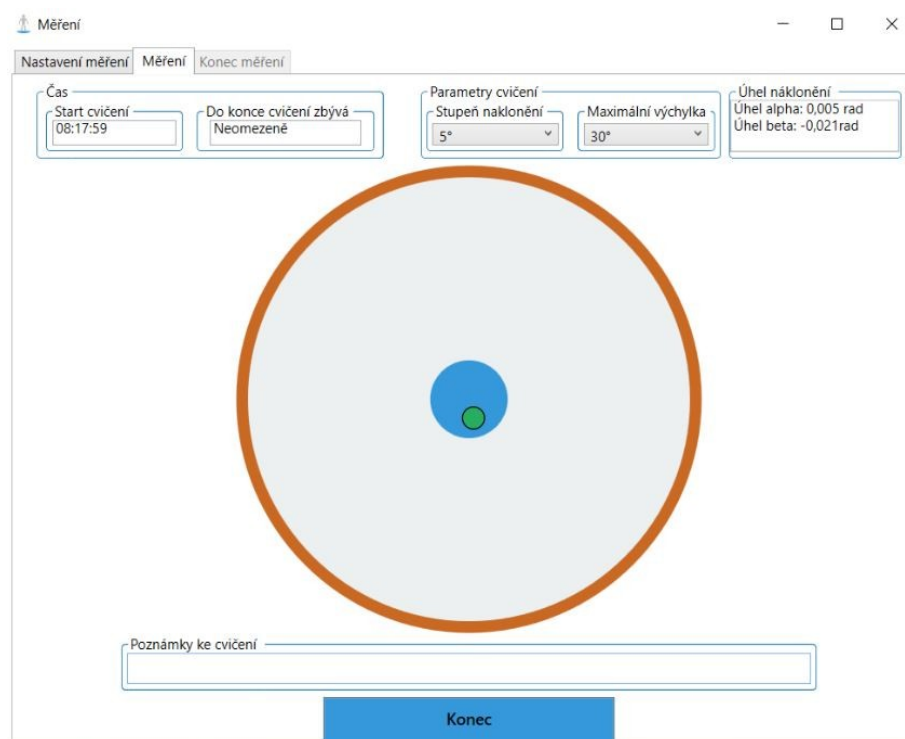 Měření
Nastavení měření Měření Konec měření
Čas
Start cvičení
08:17:59
Do konce cvičení zbývá
Neomezeně
Parametry cvičení
Stupeň naklonění
5°
Maximální výchylka
30°
Úhel náklonění
Úhel alpha: 0,005 rad
Úhel beta: -0,021rad
Poznámky ke cvičení
Konec